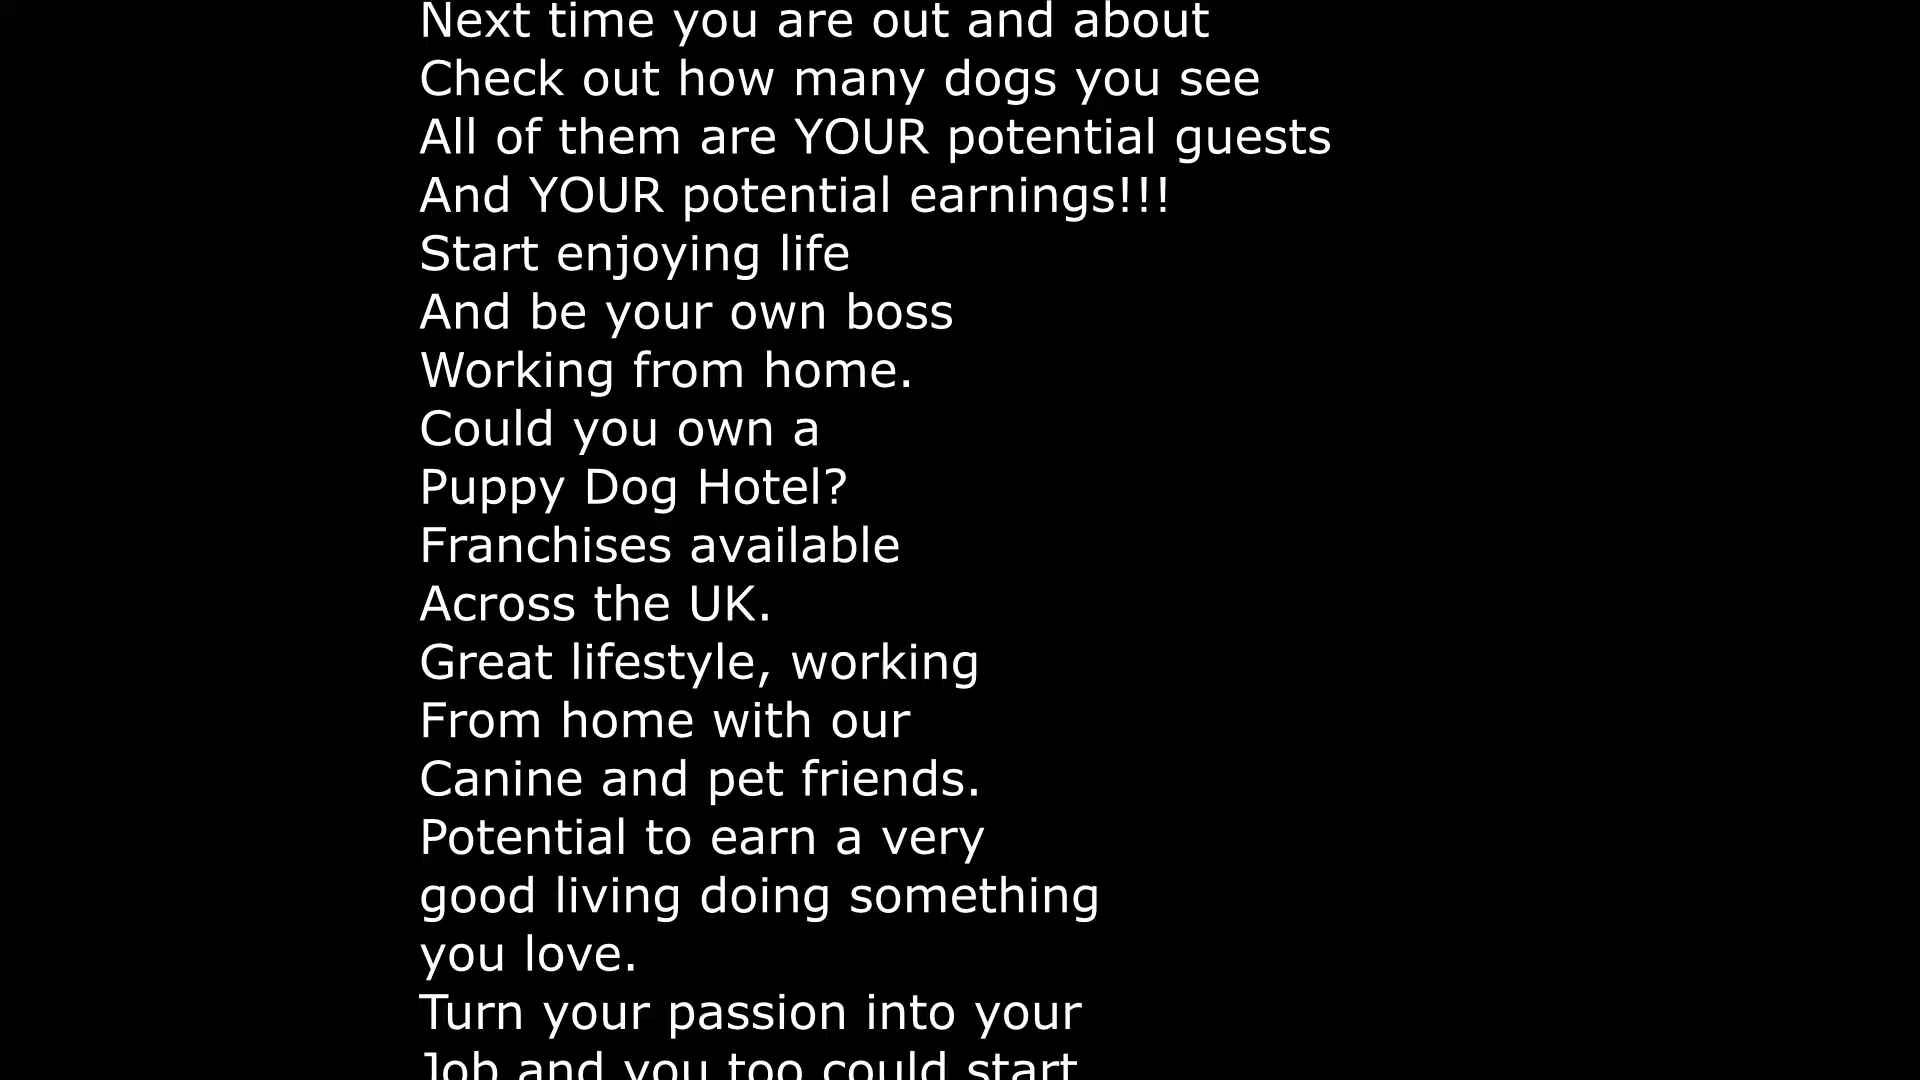 Next time you are out and about
Check out how many dogs you see
All of them are YOUR potential guests
And YOUR potential earnings!!!
Start enjoying life
And be your own boss
Working from home.
Could you own a
Puppy Dog Hotel?
Franchises available
Across the UK.
Great lifestyle, working
From home with our
Canine and pet friends.
Potential to earn a very
good living doing something
you love.
Turn your passion into your
Job and you too could start